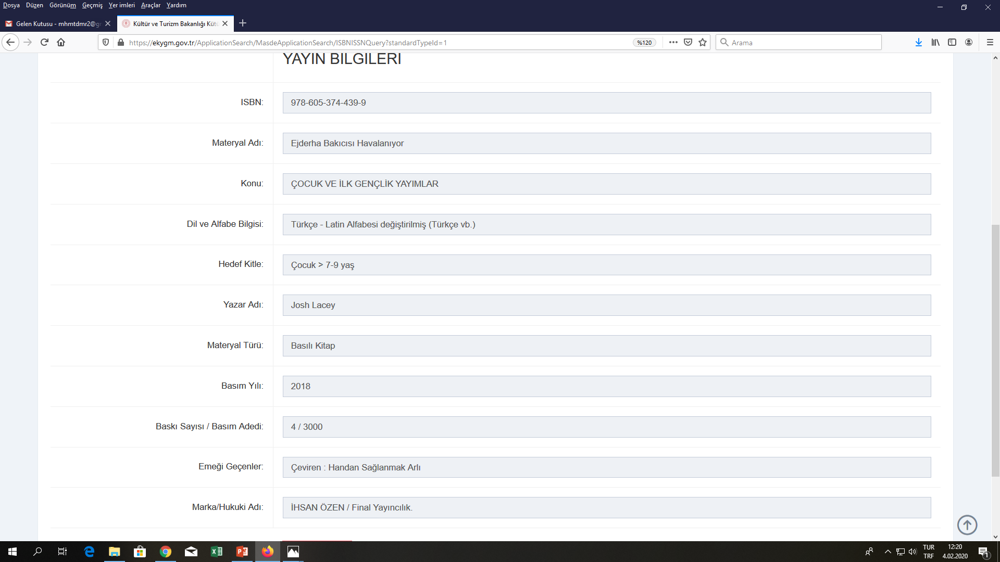 Dosya Düzen Görünüm Geçmiş Yer imleri Araçlar Yardım
Gelen Kutusu - mhmtdmr2@g
Kültür ve Turizm Bakanlığı Kütü
https://ekygm.gov.tr/ApplicationSearch/MasdeApplicationSearch/ISBNISSNQuery?standardTypeId=1
%120
Arama
YAYIN BİLGİLERİ
ISBN: 978-605-374-439-9
Materyal Adı: Ejderha Bakıcısı Havalanıyor
Konu: ÇOCUK VE İLK GENÇLİK YAYIMLAR
Dil ve Alfabe Bilgisi: Türkçe - Latin Alfabesi değiştirilmiş (Türkçe vb.)
Hedef Kitle: Çocuk > 7-9 yaş
Yazar Adı: Josh Lacey
Materyal Türü: Basılı Kitap
Basım Yılı: 2018
Baskı Sayısı / Basım Adedi: 4 / 3000
Emeği Geçenler: Çeviren : Handan Sağlanmak Arlı
Marka/Hukuki Adı: İHSAN ÖZEN / Final Yayıncılık.
TUR 12:20
TRF 4.02.2020
1